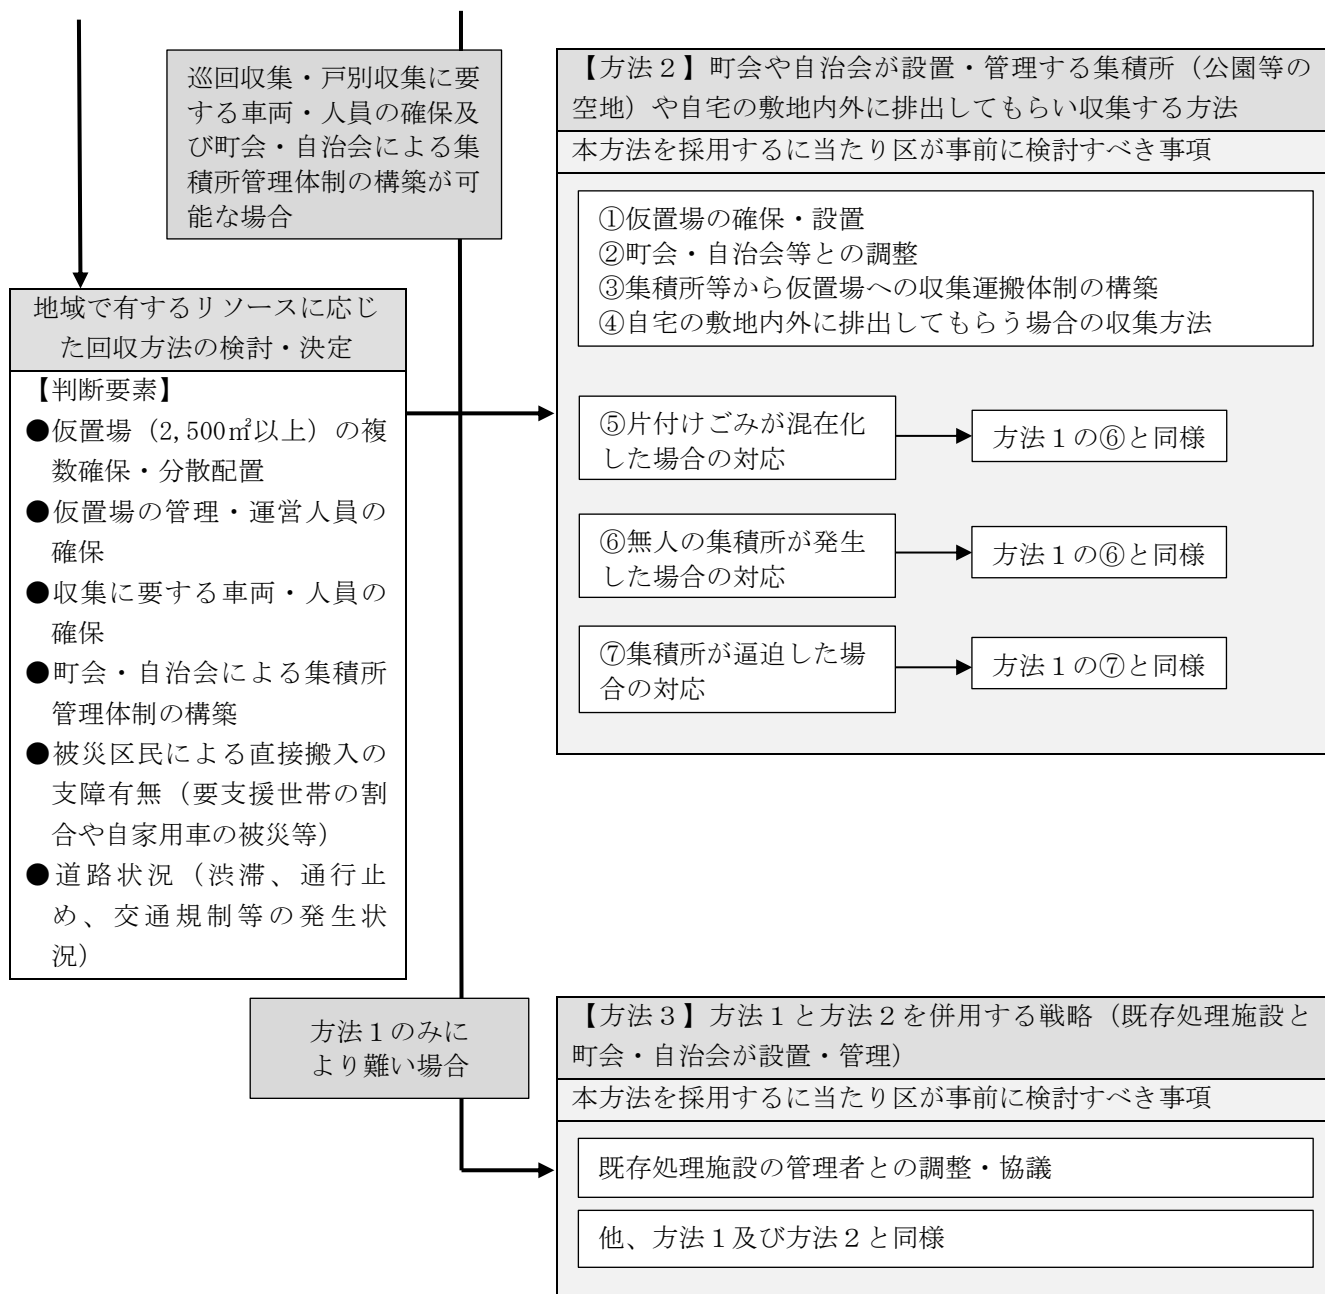 巡回収集・戸別収集に要
する車両・人員の確保及
び町会・自治会による集
積所管理体制の構築が可
能な場合
地域で有するリソースに応じ
た回収方法の検討・決定
【判断要素】
●仮置場（2,500㎡以上）の複
数確保・分散配置
●仮置場の管理・運営人員の
確保
●収集に要する車両・人員の
確保
●町会・自治会による集積所
管理体制の構築
●被災区民による直接搬入の
支障有無（要支援世帯の割
合や自家用車の被災等）
●道路状況（渋滞、通行止
め、交通規制等の発生状
況）
【方法２】町会や自治会が設置・管理する集積所（公園等の
空地）や自宅の敷地内外に排出してもらい収集する方法
本方法を採用するに当たり区が事前に検討すべき事項
①仮置場の確保・設置
②町会・自治会等との調整
③集積所等から仮置場への収集運搬体制の構築
④自宅の敷地内外に排出してもらう場合の収集方法
⑤片付けごみが混在化
した場合の対応
方法１の⑥と同様
⑥無人の集積所が発生
した場合の対応
方法１の⑥と同様
⑦集積所が逼迫した場
合の対応
方法１の⑦と同様
方法１のみに
より難い場合
【方法３】方法１と方法２を併用する戦略（既存処理施設と
町会・自治会が設置・管理）
本方法を採用するに当たり区が事前に検討すべき事項
既存処理施設の管理者との調整・協議
他、方法１及び方法２と同様